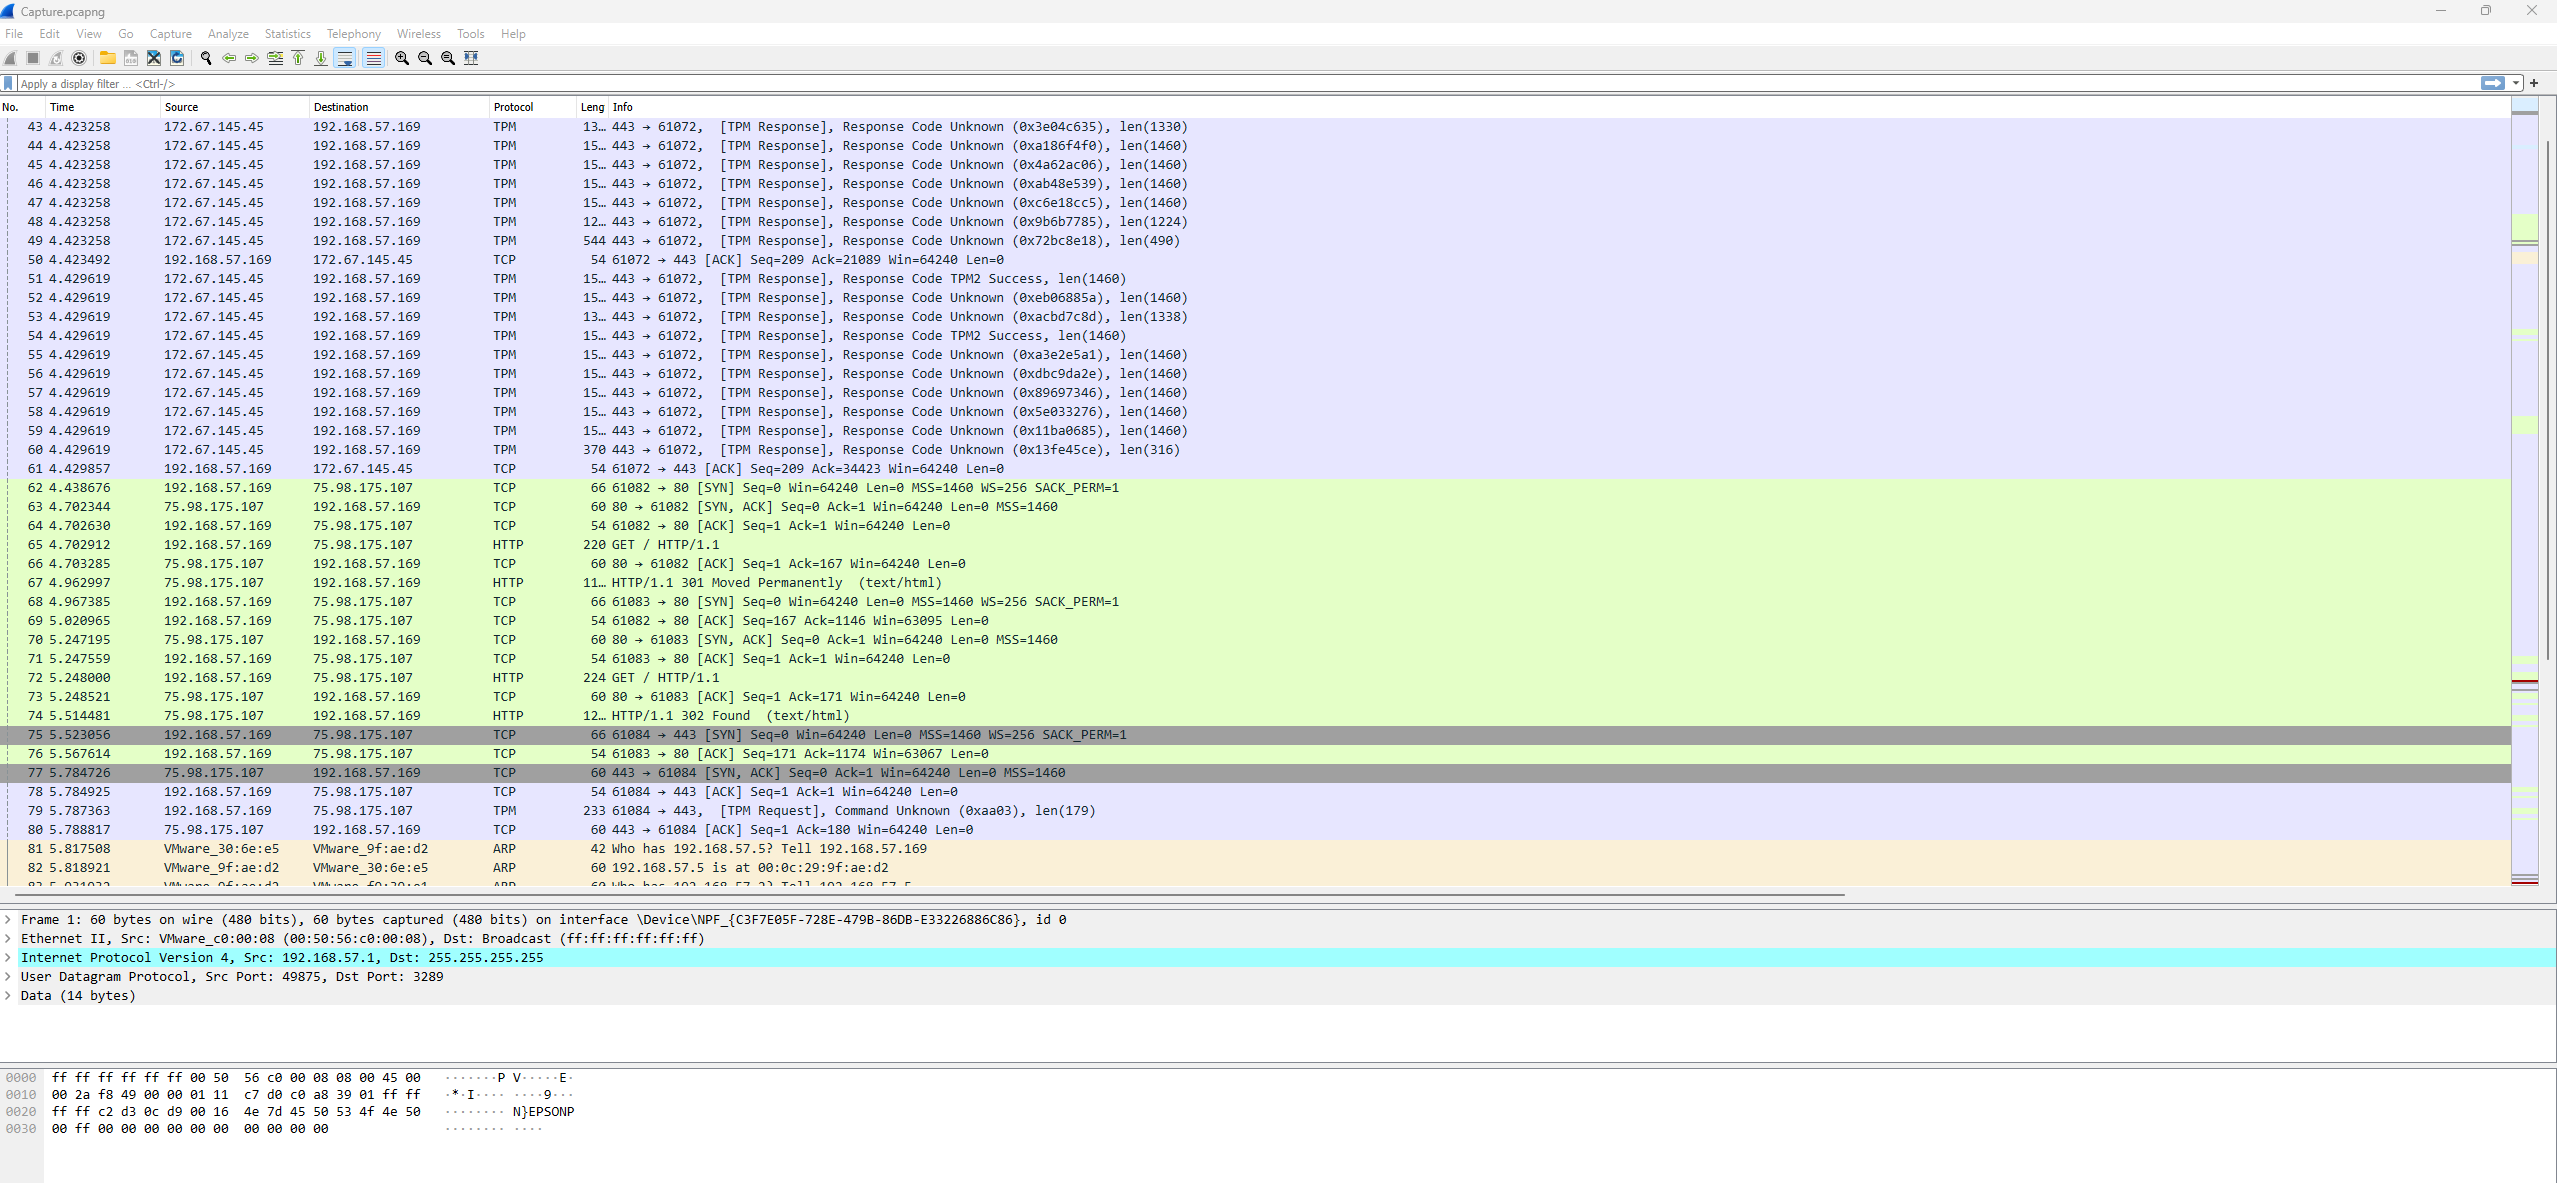 Capture.pcapng
File Edit View Go Capture Analyze Statistics Telephony Wireless Tools Help
Apply a display filter ... <Ctrl-/>
No. Time Source Destination Protocol Leng Info
43 4.423258 172.67.145.45 192.168.57.169 TPM 13… 443 → 61072, [TPM Response], Response Code Unknown (0x3e04c635), len(1330)
44 4.423258 172.67.145.45 192.168.57.169 TPM 15… 443 → 61072, [TPM Response], Response Code Unknown (0xa186f4f0), len(1460)
45 4.423258 172.67.145.45 192.168.57.169 TPM 15… 443 → 61072, [TPM Response], Response Code Unknown (0x4a62ac06), len(1460)
46 4.423258 172.67.145.45 192.168.57.169 TPM 15… 443 → 61072, [TPM Response], Response Code Unknown (0xab48e539), len(1460)
47 4.423258 172.67.145.45 192.168.57.169 TPM 15… 443 → 61072, [TPM Response], Response Code Unknown (0xc6e18cc5), len(1460)
48 4.423258 172.67.145.45 192.168.57.169 TPM 12… 443 → 61072, [TPM Response], Response Code Unknown (0x9b6b7785), len(1224)
49 4.423258 172.67.145.45 192.168.57.169 TPM 544 443 → 61072, [TPM Response], Response Code Unknown (0x72bc8e18), len(490)
50 4.423492 192.168.57.169 172.67.145.45 TCP 54 61072 → 443 [ACK] Seq=209 Ack=21089 Win=64240 Len=0
51 4.429619 172.67.145.45 192.168.57.169 TPM 15… 443 → 61072, [TPM Response], Response Code TPM2 Success, len(1460)
52 4.429619 172.67.145.45 192.168.57.169 TPM 15… 443 → 61072, [TPM Response], Response Code Unknown (0xeb06885a), len(1460)
53 4.429619 172.67.145.45 192.168.57.169 TPM 13… 443 → 61072, [TPM Response], Response Code Unknown (0xacbd7c8d), len(1338)
54 4.429619 172.67.145.45 192.168.57.169 TPM 15… 443 → 61072, [TPM Response], Response Code TPM2 Success, len(1460)
55 4.429619 172.67.145.45 192.168.57.169 TPM 15… 443 → 61072, [TPM Response], Response Code Unknown (0xa3e2e5a1), len(1460)
56 4.429619 172.67.145.45 192.168.57.169 TPM 15… 443 → 61072, [TPM Response], Response Code Unknown (0xdbc9da2e), len(1460)
57 4.429619 172.67.145.45 192.168.57.169 TPM 15… 443 → 61072, [TPM Response], Response Code Unknown (0x89697346), len(1460)
58 4.429619 172.67.145.45 192.168.57.169 TPM 15… 443 → 61072, [TPM Response], Response Code Unknown (0x5e033276), len(1460)
59 4.429619 172.67.145.45 192.168.57.169 TPM 15… 443 → 61072, [TPM Response], Response Code Unknown (0x11ba0685), len(1460)
60 4.429619 172.67.145.45 192.168.57.169 TPM 370 443 → 61072, [TPM Response], Response Code Unknown (0x13fe45ce), len(316)
61 4.429857 192.168.57.169 172.67.145.45 TCP 54 61072 → 443 [ACK] Seq=209 Ack=34423 Win=64240 Len=0
62 4.438676 192.168.57.169 75.98.175.107 TCP 66 61082 → 80 [SYN] Seq=0 Win=64240 Len=0 MSS=1460 WS=256 SACK_PERM=1
63 4.702344 75.98.175.107 192.168.57.169 TCP 60 80 → 61082 [SYN, ACK] Seq=0 Ack=1 Win=64240 Len=0 MSS=1460
64 4.702630 192.168.57.169 75.98.175.107 TCP 54 61082 → 80 [ACK] Seq=1 Ack=1 Win=64240 Len=0
65 4.702912 192.168.57.169 75.98.175.107 HTTP 220 GET / HTTP/1.1
66 4.703285 75.98.175.107 192.168.57.169 TCP 60 80 → 61082 [ACK] Seq=1 Ack=167 Win=64240 Len=0
67 4.962997 75.98.175.107 192.168.57.169 HTTP 11… HTTP/1.1 301 Moved Permanently (text/html)
68 4.967385 192.168.57.169 75.98.175.107 TCP 66 61083 → 80 [SYN] Seq=0 Win=64240 Len=0 MSS=1460 WS=256 SACK_PERM=1
69 5.020965 192.168.57.169 75.98.175.107 TCP 54 61082 → 80 [ACK] Seq=167 Ack=1146 Win=63095 Len=0
70 5.247195 75.98.175.107 192.168.57.169 TCP 60 80 → 61083 [SYN, ACK] Seq=0 Ack=1 Win=64240 Len=0 MSS=1460
71 5.247559 192.168.57.169 75.98.175.107 TCP 54 61083 → 80 [ACK] Seq=1 Ack=1 Win=64240 Len=0
72 5.248000 192.168.57.169 75.98.175.107 HTTP 224 GET / HTTP/1.1
73 5.248521 75.98.175.107 192.168.57.169 TCP 60 80 → 61083 [ACK] Seq=1 Ack=171 Win=64240 Len=0
74 5.514481 75.98.175.107 192.168.57.169 HTTP 12… HTTP/1.1 302 Found (text/html)
75 5.523056 192.168.57.169 75.98.175.107 TCP 66 61084 → 443 [SYN] Seq=0 Win=64240 Len=0 MSS=1460 WS=256 SACK_PERM=1
76 5.567614 192.168.57.169 75.98.175.107 TCP 54 61083 → 80 [ACK] Seq=171 Ack=1174 Win=63067 Len=0
77 5.784726 75.98.175.107 192.168.57.169 TCP 60 443 → 61084 [SYN, ACK] Seq=0 Ack=1 Win=64240 Len=0 MSS=1460
78 5.784925 192.168.57.169 75.98.175.107 TCP 54 61084 → 443 [ACK] Seq=1 Ack=1 Win=64240 Len=0
79 5.787363 192.168.57.169 75.98.175.107 TPM 233 61084 → 443, [TPM Request], Command Unknown (0xaa03), len(179)
80 5.788817 75.98.175.107 192.168.57.169 TCP 60 443 → 61084 [ACK] Seq=1 Ack=180 Win=64240 Len=0
81 5.817508 VMware_30:6e:e5 VMware_9f:ae:d2 ARP 42 Who has 192.168.57.5? Tell 192.168.57.169
82 5.818921 VMware_9f:ae:d2 VMware_30:6e:e5 ARP 60 192.168.57.5 is at 00:0c:29:9f:ae:d2
Frame 1: 60 bytes on wire (480 bits), 60 bytes captured (480 bits) on interface \Device\NPF_{C3F7E05F-728E-479B-86DB-E33226886C86}, id 0
Ethernet II, Src: VMware_c0:00:08 (00:50:56:c0:00:08), Dst: Broadcast (ff:ff:ff:ff:ff:ff)
Internet Protocol Version 4, Src: 192.168.57.1, Dst: 255.255.255.255
User Datagram Protocol, Src Port: 49875, Dst Port: 3289
Data (14 bytes)
0000 ff ff ff ff ff ff 00 50 56 c0 00 08 08 00 45 00 ·······P V·····E·
0010 00 2a f8 49 00 00 01 11 c7 d0 c0 a8 39 01 ff ff ·*·I···· ····9···
0020 ff ff c2 d3 0c d9 00 16 4e 7d 45 50 53 4f 4e 50 ········ N}EPSONP
0030 00 ff 00 00 00 00 00 00 00 00 00 00 ········ ····